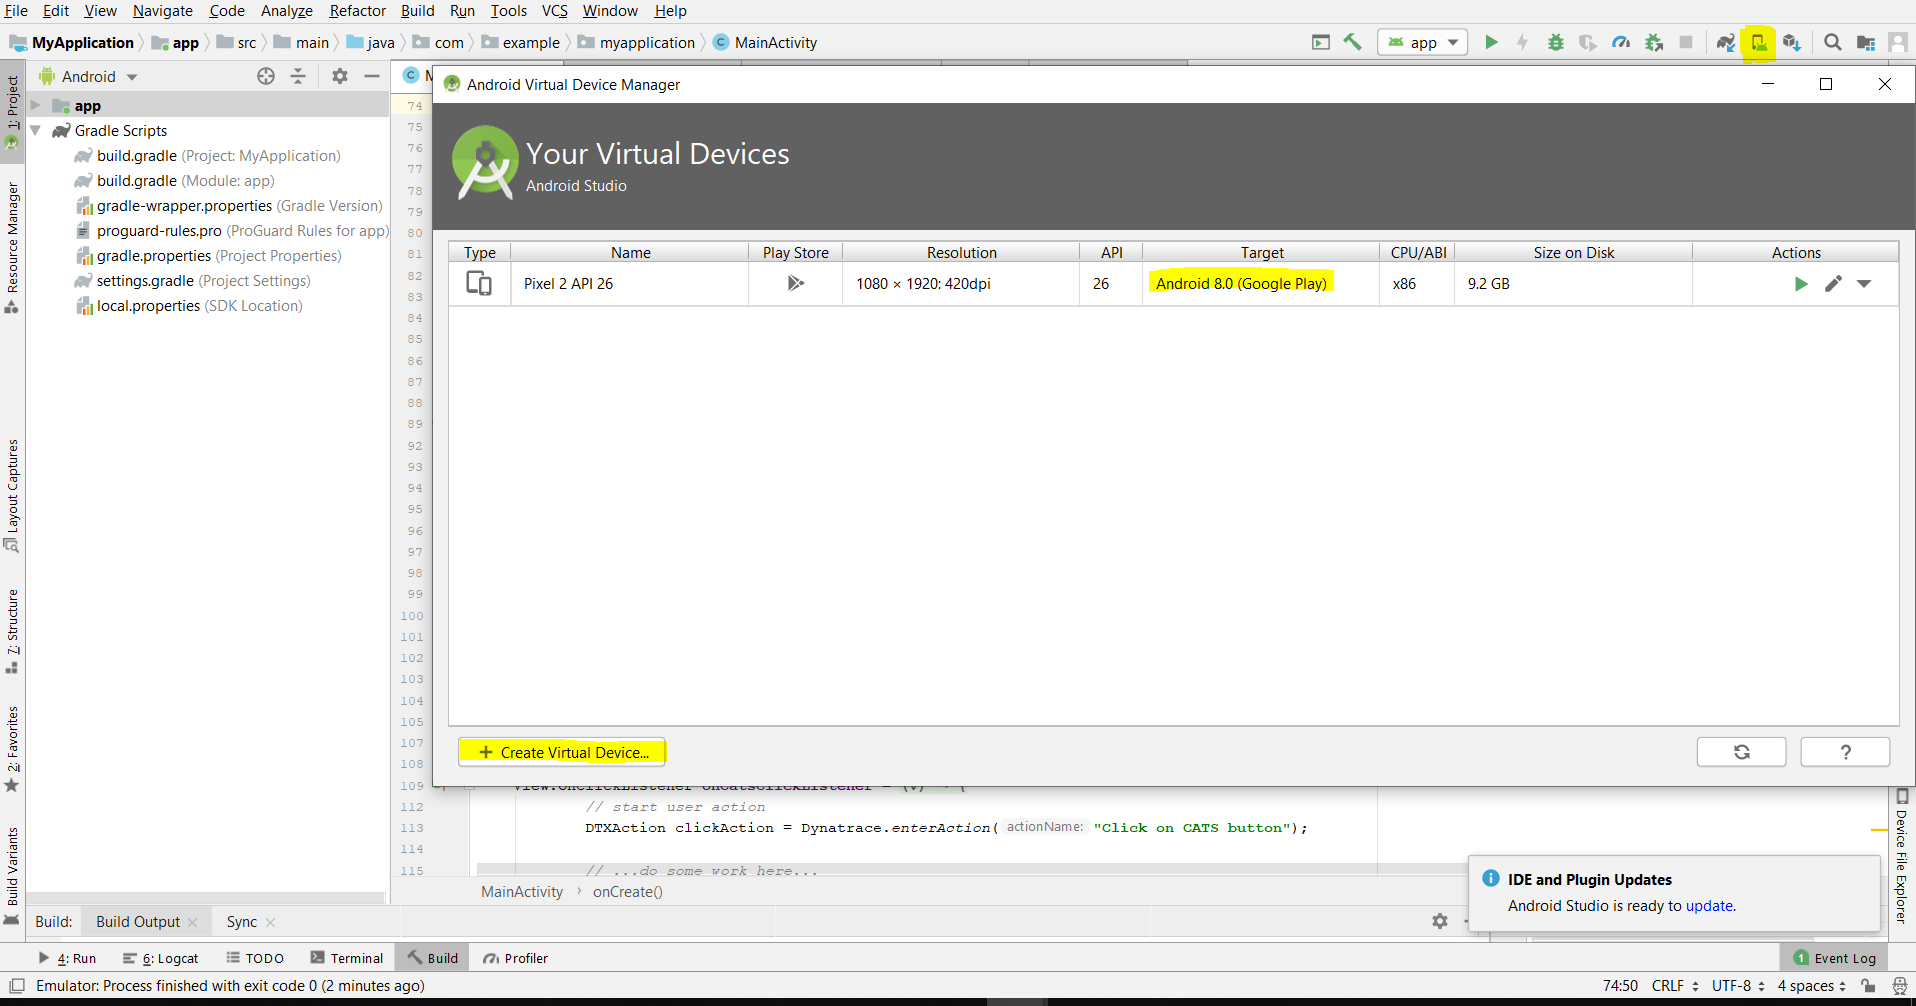 File Edit View Navigate Code Analyze Refactor Build Run Tools VCS Window Help
MyApplication app src main java com example myapplication MainActivity app
1: Project
Resource Manager
Layout Captures
7: Structure
2: Favorites
Build Variants
Android
app
Gradle Scripts
build.gradle (Project: MyApplication)
build.gradle (Module: app)
gradle-wrapper.properties (Gradle Version)
proguard-rules.pro (ProGuard Rules for app)
gradle.properties (Project Properties)
settings.gradle (Project Settings)
local.properties (SDK Location)
74
75
76
77
78
79
80
81
82
83
84
85
86
87
88
89
92
93
94
95
96
97
98
99
100
101
102
103
104
105
107
108
109
112
113
114
115
Android Virtual Device Manager
Your Virtual Devices
Android Studio
Type Name Play Store Resolution API Target CPU/ABI Size on Disk Actions
Pixel 2 API 26 1080 × 1920: 420dpi 26 Android 8.0 (Google Play) x86 9.2 GB
+ Create Virtual Device...
?
// start user action
DTXAction clickAction = Dynatrace.enterAction( actionName: "Click on CATS button");
// ...do some work here...
MainActivity › onCreate()
Device File Explorer
IDE and Plugin Updates
Android Studio is ready to update.
Build: Build Output Sync
4: Run 6: Logcat TODO Terminal Build Profiler 1 Event Log
Emulator: Process finished with exit code 0 (2 minutes ago) 74:50 CRLF UTF-8 4 spaces